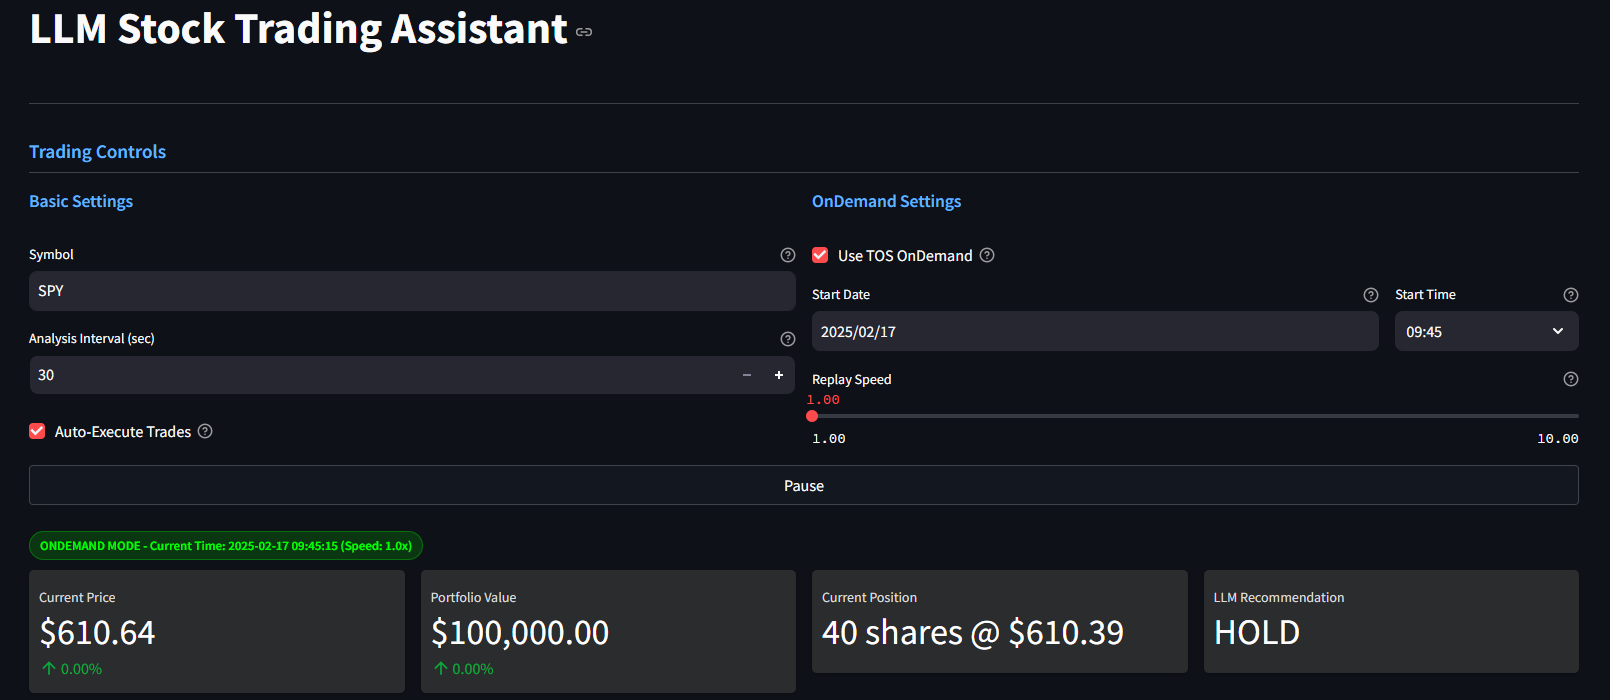 LLM Stock Trading Assistant
Trading Controls
Basic Settings
Symbol
SPY
Analysis Interval (sec)
30
Auto-Execute Trades
OnDemand Settings
Use TOS OnDemand
Start Date
2025/02/17
Start Time
09:45
Replay Speed
1.00
1.00 10.00
Pause
ONDEMAND MODE - Current Time: 2025-02-17 09:45:15 (Speed: 1.0x)
Current Price
$610.64
↑ 0.00%
Portfolio Value
$100,000.00
↑ 0.00%
Current Position
40 shares @ $610.39
LLM Recommendation
HOLD